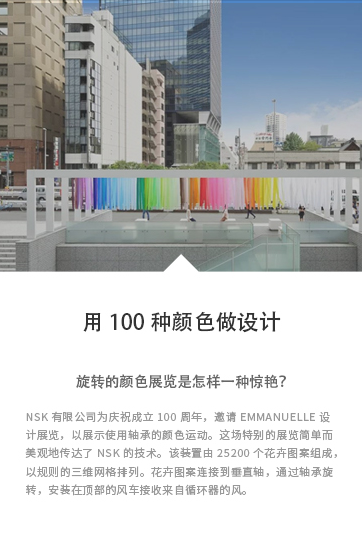 用 100 种颜色做设计
旋转的颜色展览是怎样一种惊艳？
NSK 有限公司为庆祝成立 100 周年，邀请 EMMANUELLE 设
计展览，以展示使用轴承的颜色运动。这场特别的展览简单而
美观地传达了 NSK 的技术。该装置由 25200 个花卉图案组成，
以规则的三维网格排列。花卉图案连接到垂直轴，通过轴承旋
转，安装在顶部的风车接收来自循环器的风。